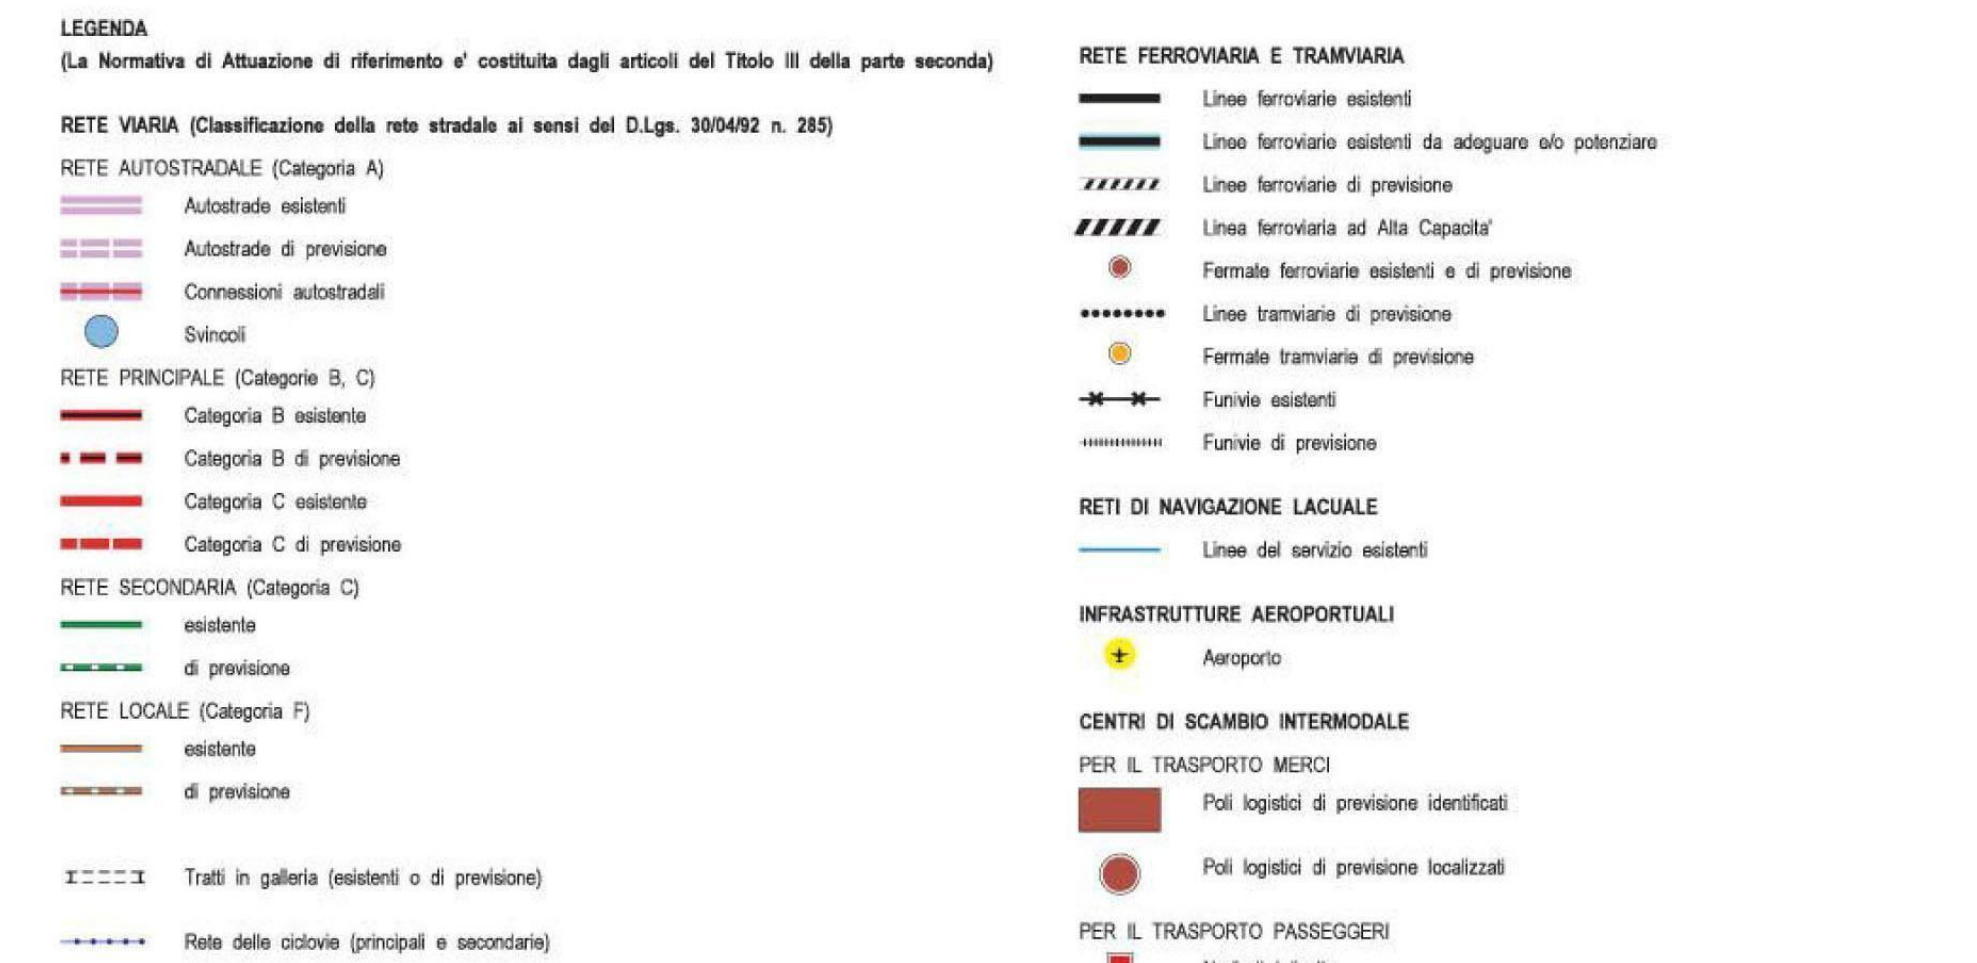 LEGENDA
(La Normativa di Attuazione di riferimento e' costituita dagli articoli del Titolo III della parte seconda)
RETE VIARIA (Classificazione della rete stradale ai sensi del D.Lgs. 30/04/92 n. 285)
RETE AUTOSTRADALE (Categoria A)
Autostrade esistenti
Autostrade di previsione
Connessioni autostradali
Svincoli
RETE PRINCIPALE (Categorie B, C)
Categoria B esistente
Categoria B di previsione
Categoria C esistente
Categoria C di previsione
RETE SECONDARIA (Categoria C)
esistente
di previsione
RETE LOCALE (Categoria F)
esistente
di previsione
Tratti in galleria (esistenti o di previsione)
Rete delle ciclovie (principali e secondarie)
RETE FERROVIARIA E TRAMVIARIA
Linee ferroviarie esistenti
Linee ferroviarie esistenti da adeguare e/o potenziare
Linee ferroviarie di previsione
Linea ferroviaria ad Alta Capacita'
Fermate ferroviarie esistenti e di previsione
Linee tramviarie di previsione
Fermate tramviarie di previsione
Funivie esistenti
Funivie di previsione
RETI DI NAVIGAZIONE LACUALE
Linee del servizio esistenti
INFRASTRUTTURE AEROPORTUALI
Aeroporto
CENTRI DI SCAMBIO INTERMODALE
PER IL TRASPORTO MERCI
Poli logistici di previsione identificati
Poli logistici di previsione localizzati
PER IL TRASPORTO PASSEGGERI